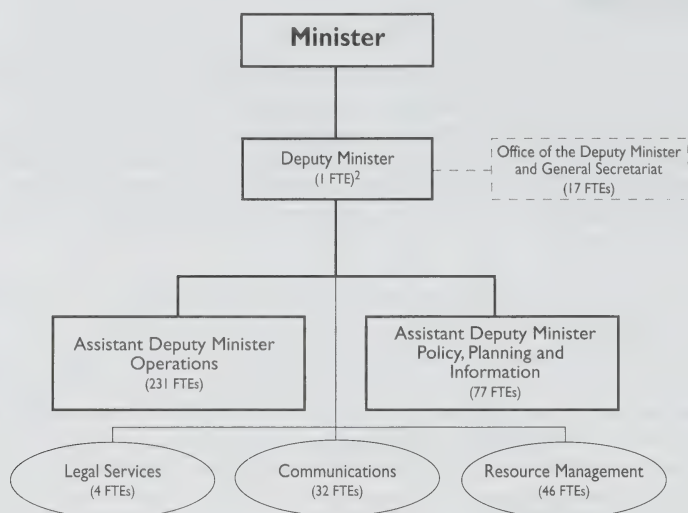 Minister
Deputy Minister
(1 FTE)2
Office of the Deputy Minister
and General Secretariat
(17 FTEs)
Assistant Deputy Minister
Operations
(231 FTEs)
Assistant Deputy Minister
Policy, Planning and
Information
(77 FTEs)
Legal Services
(4 FTEs)
Communications
(32 FTEs)
Resource Management
(46 FTEs)